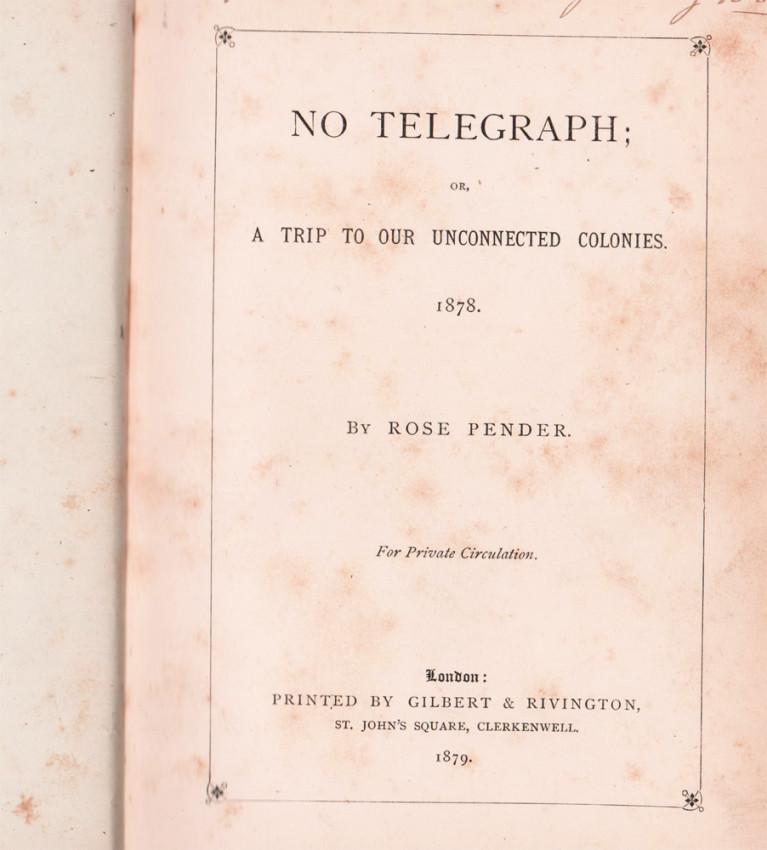 NO TELEGRAPH;
OR,
A TRIP TO OUR UNCONNECTED COLONIES.
1878.
BY ROSE PENDER.
For Private Circulation.
London:
PRINTED BY GILBERT & RIVINGTON,
ST. JOHN'S SQUARE, CLERKENWELL.
1879.